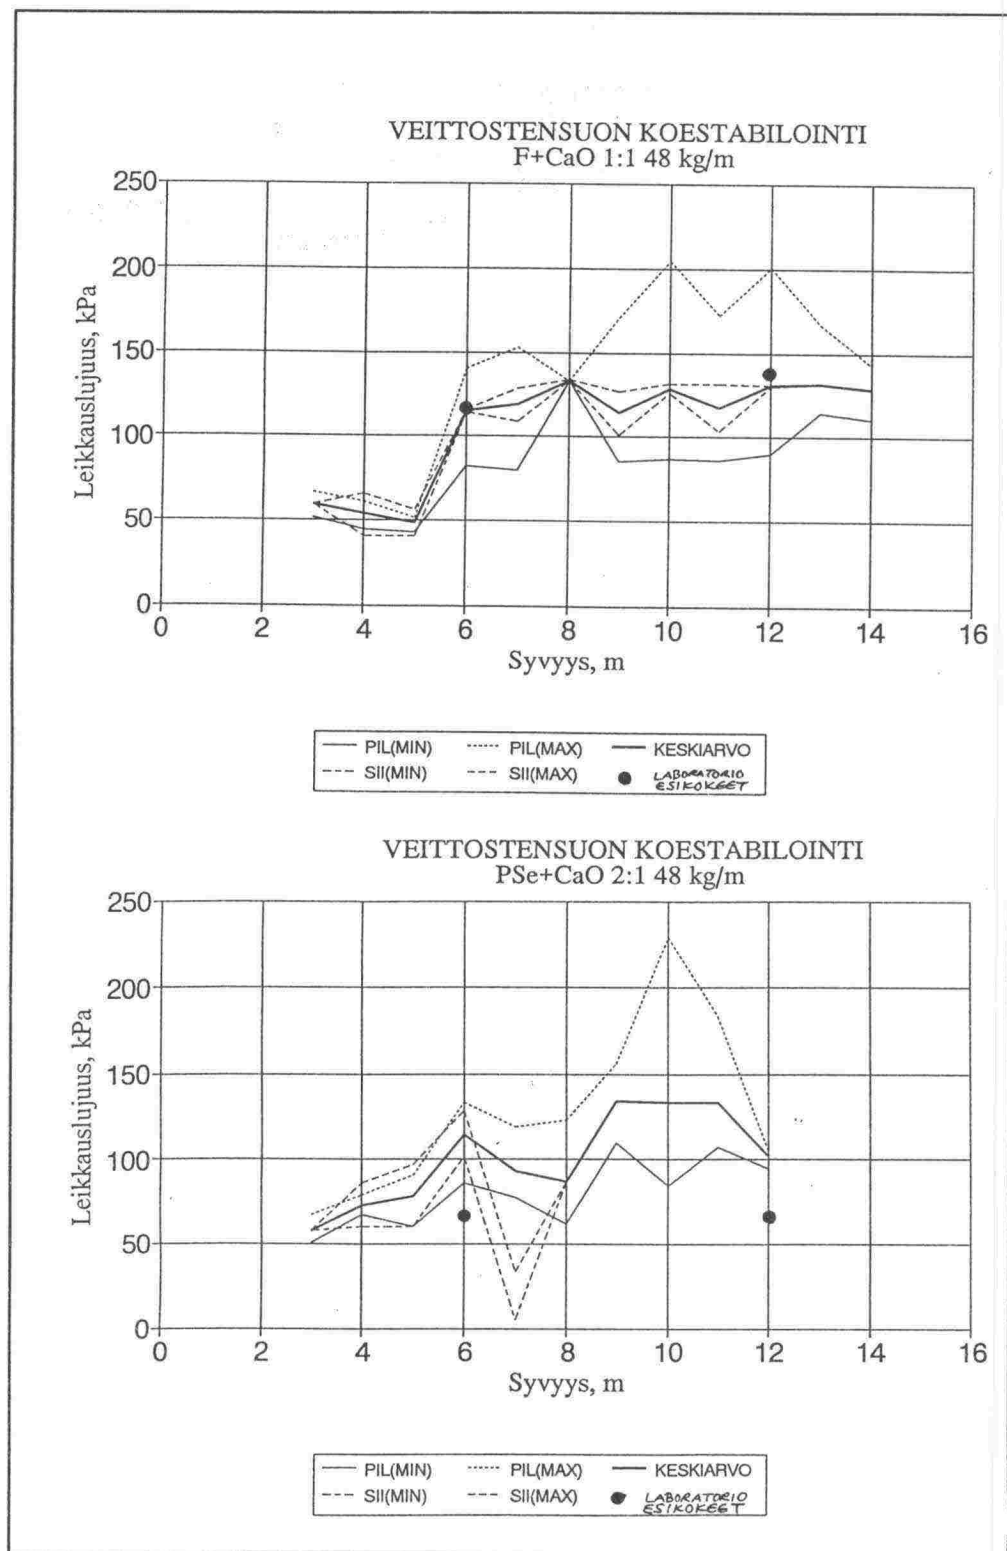 VEITTOSTENSUON KOESTABILOINTI
F+CaO 1:1 48 kg/m
Leikkauslujuus, kPa
250
200
150
100
50
0
0 2 4 6 8 10 12 14 16
Syvyys, m
PIL(MIN) PIL(MAX) KESKIARVO
SII(MIN) SII(MAX) LABORATORIO
ESIKOKEET
VEITTOSTENSUON KOESTABILOINTI
PSe+CaO 2:1 48 kg/m
Leikkauslujuus, kPa
250
200
150
100
50
0
0 2 4 6 8 10 12 14 16
Syvyys, m
PIL(MIN) PIL(MAX) KESKIARVO
SII(MIN) SII(MAX) LABORATORIO
ESIKOKEET